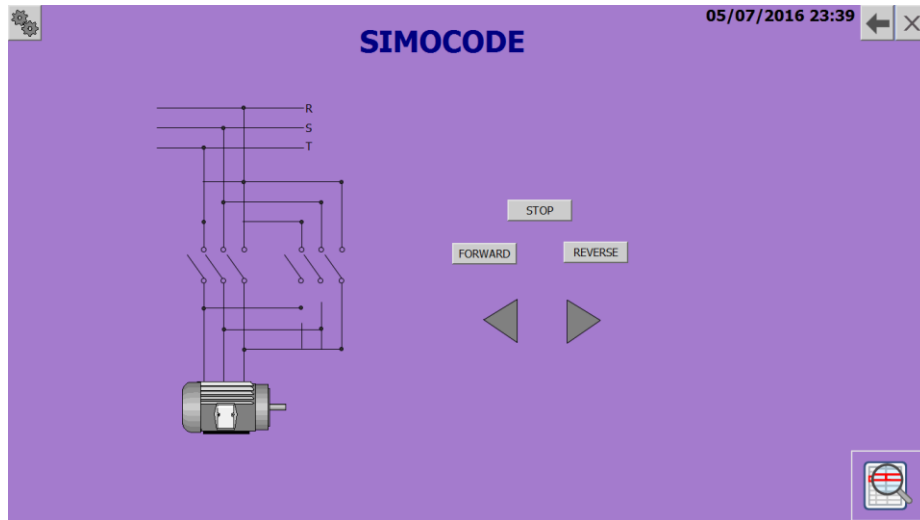 05/07/2016 23:39
SIMOCODE
R
S
T
STOP
FORWARD
REVERSE